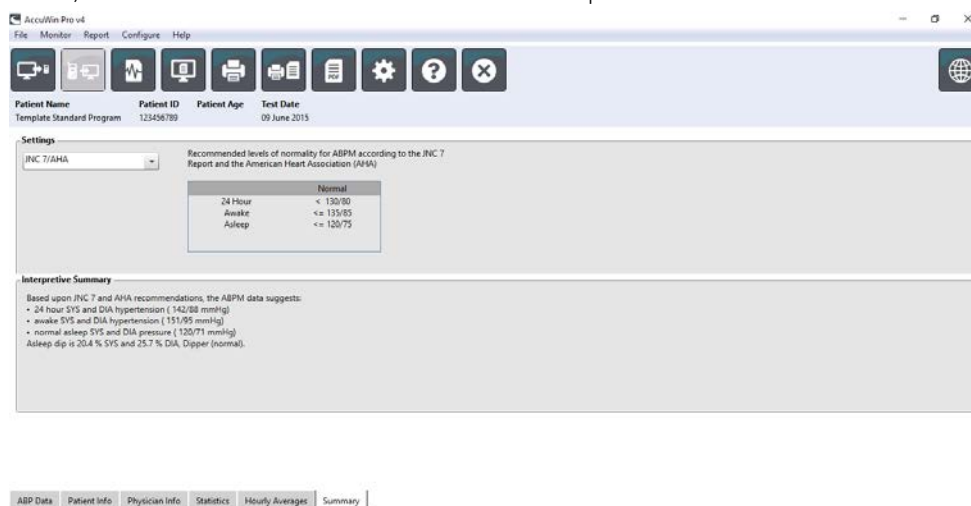 AccuWin Pro v4
File Monitor Report Configure Help
PDF
Patient Name Patient ID Patient Age Test Date
Template Standard Program 123456789 09 June 2015
Settings
JNC 7/AHA
Recommended levels of normality for ABPM according to the JNC 7
Report and the American Heart Association (AHA)
Normal
24 Hour < 130/80
Awake <= 135/85
Asleep <= 120/75
Interpretive Summary
Based upon JNC 7 and AHA recommendations, the ABPM data suggests:
• 24 hour SYS and DIA hypertension ( 142/88 mmHg)
• awake SYS and DIA hypertension ( 151/95 mmHg)
• normal asleep SYS and DIA pressure ( 120/71 mmHg)
Asleep dip is 20.4 % SYS and 25.7 % DIA, Dipper (normal).
ABP Data Patient Info Physician Info Statistics Hourly Averages Summary